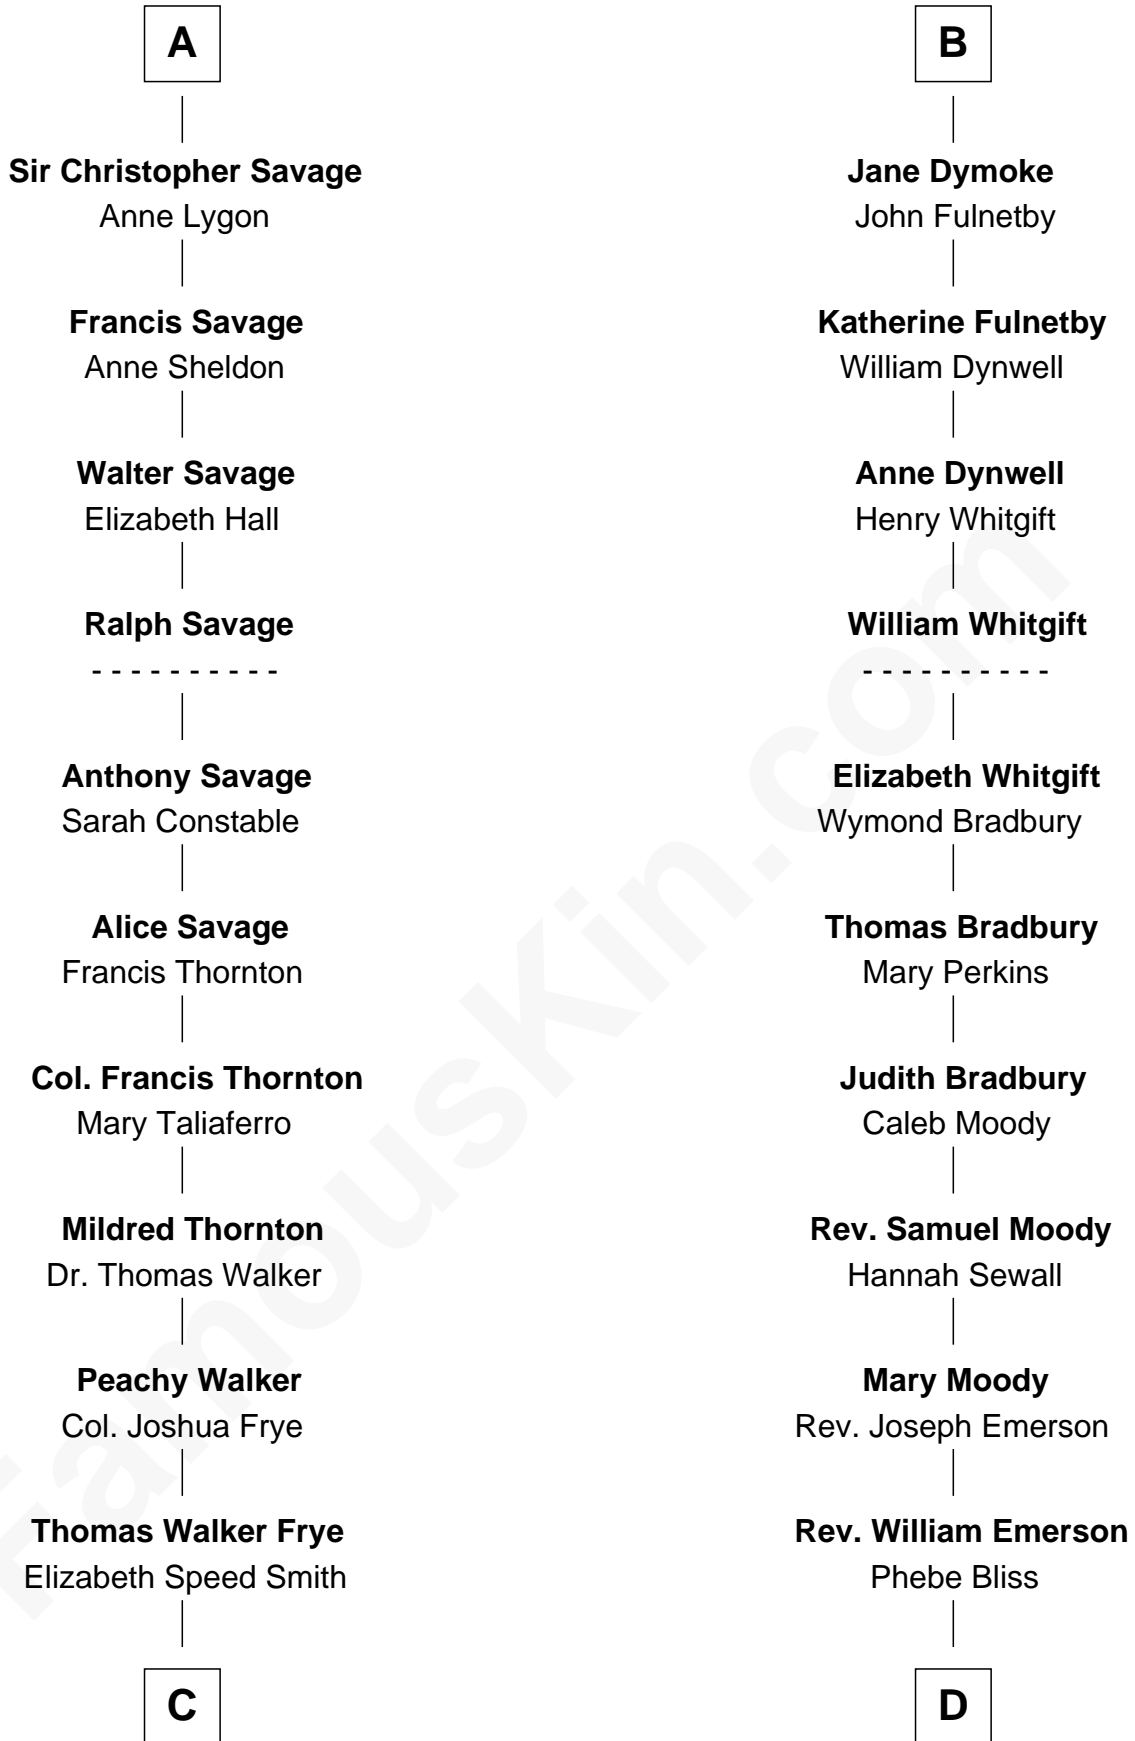 A
Sir Christopher Savage
Anne Lygon
Francis Savage
Anne Sheldon
Walter Savage
Elizabeth Hall
Ralph Savage
- - - - - - - - - -
Anthony Savage
Sarah Constable
Alice Savage
Francis Thornton
Col. Francis Thornton
Mary Taliaferro
Mildred Thornton
Dr. Thomas Walker
Peachy Walker
Col. Joshua Frye
Thomas Walker Frye
Elizabeth Speed Smith
C
B
Jane Dymoke
John Fulnetby
Katherine Fulnetby
William Dynwell
Anne Dynwell
Henry Whitgift
William Whitgift
- - - - - - - - - -
Elizabeth Whitgift
Wymond Bradbury
Thomas Bradbury
Mary Perkins
Judith Bradbury
Caleb Moody
Rev. Samuel Moody
Hannah Sewall
Mary Moody
Rev. Joseph Emerson
Rev. William Emerson
Phebe Bliss
D
FamousKin.com